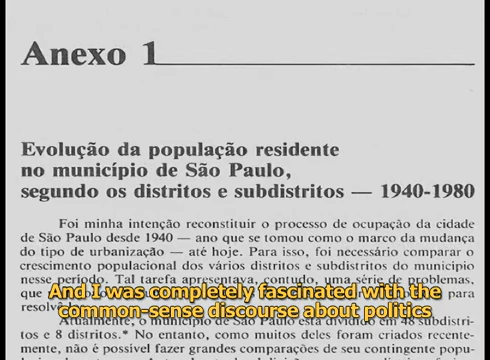 Anexo 1
Evolução da população residente
no município de São Paulo,
segundo os distritos e subdistritos — 1940-1980
Foi minha intenção reconstituir o processo de ocupação da cidade
de São Paulo desde 1940 — ano que se tomou como o marco da mudança
do tipo de urbanização — até hoje. Para isso, foi necessário comparar o
crescimento populacional dos vários distritos e subdistritos do município
nesse período. Tal tarefa apresentava, contudo, uma série de problemas,
que para
And I was completely fascinated with the
resolvê
common-sense discourse about politics
Atualmente, o município de São Paulo está dividido em 48 subdistri-
tos e 8 distritos.* No entanto, como muitos deles foram criados recente-
mente, não é possível fazer grandes comparações de seu contingente popu-